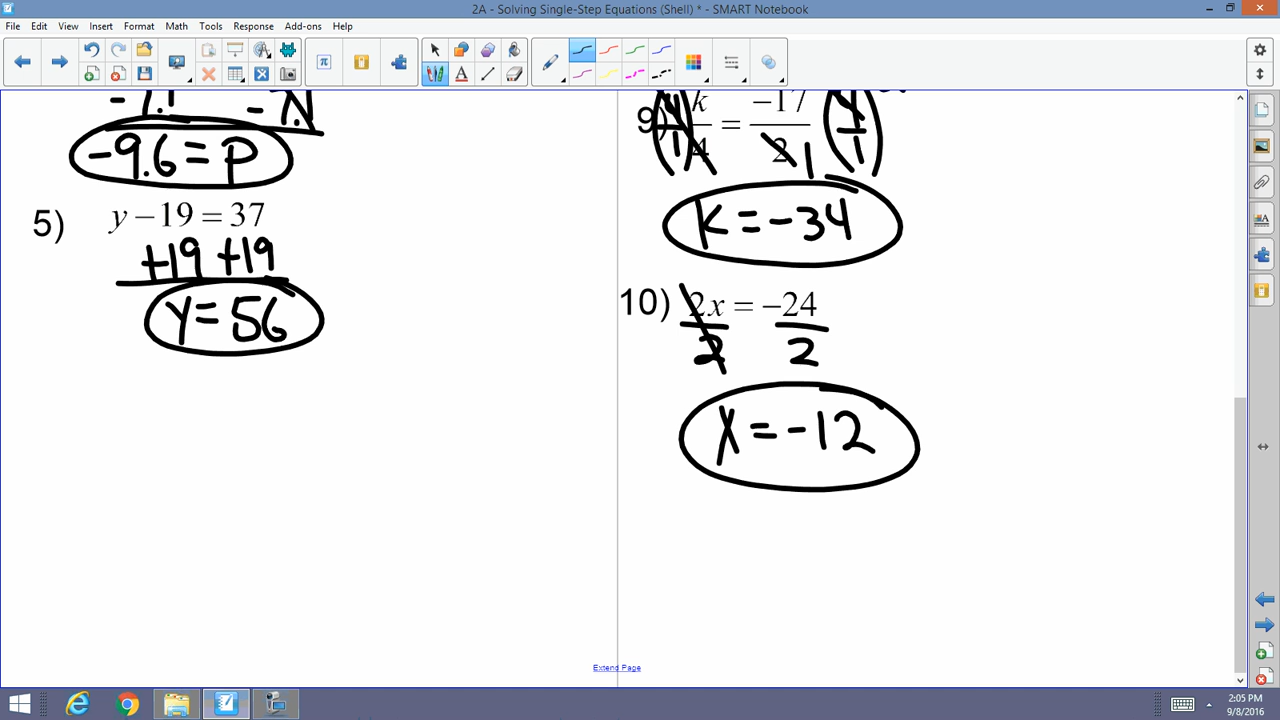 2A - Solving Single-Step Equations (Shell) * - SMART Notebook
File Edit View Insert Format Math Tools Response Add-ons Help
-9.6 = p
5) y − 19 = 37
+19 +19
y = 56
9) k/4 = −17/2
K = -34
10) 2x = −24
2 2
X = -12
Extend Page
2:05 PM
9/8/2016